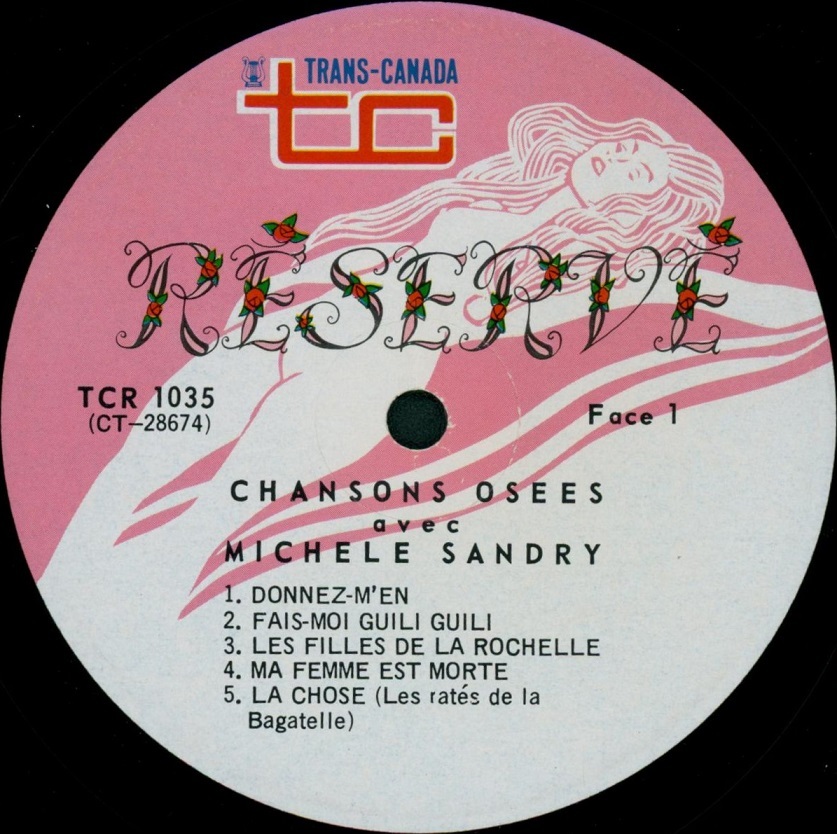 TRANS-CANADA
tc
RÉSERVÉ
TCR 1035
(CT-28674)
Face 1
CHANSONS OSEES
avec
MICHELE SANDRY
1. DONNEZ-M'EN
2. FAIS-MOI GUILI GUILI
3. LES FILLES DE LA ROCHELLE
4. MA FEMME EST MORTE
5. LA CHOSE (Les ratés de la
Bagatelle)